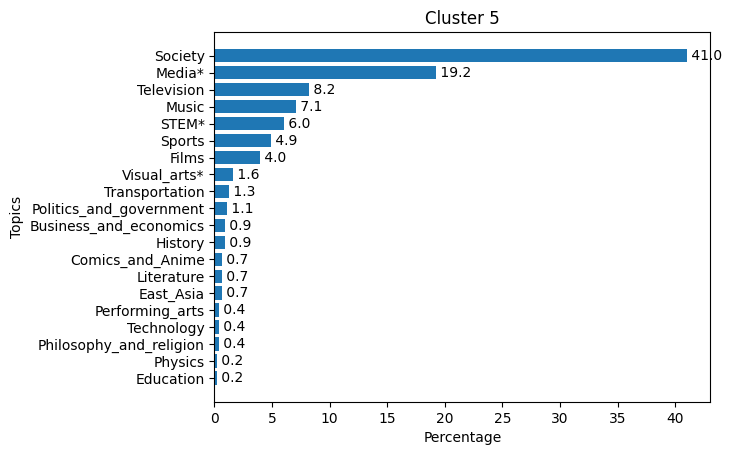 Cluster 5
Topics
Society 41.0
Media* 19.2
Television 8.2
Music 7.1
STEM* 6.0
Sports 4.9
Films 4.0
Visual_arts* 1.6
Transportation 1.3
Politics_and_government 1.1
Business_and_economics 0.9
History 0.9
Comics_and_Anime 0.7
Literature 0.7
East_Asia 0.7
Performing_arts 0.4
Technology 0.4
Philosophy_and_religion 0.4
Physics 0.2
Education 0.2
0 5 10 15 20 25 30 35 40
Percentage